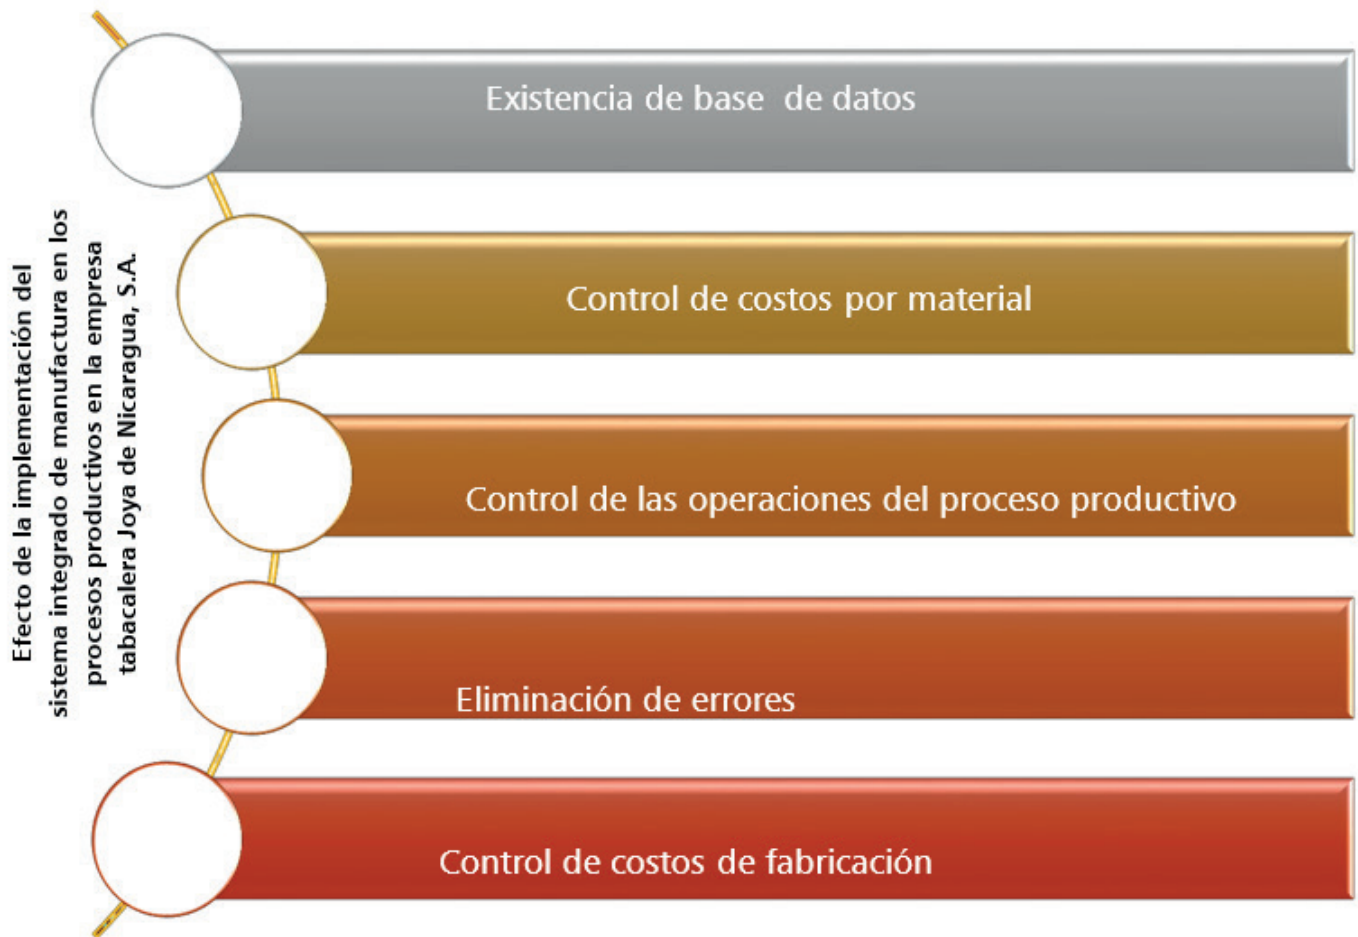 Efecto de la implementación del
sistema integrado de manufactura en los
procesos productivos en la empresa
tabacalera Joya de Nicaragua, S.A.
Existencia de base de datos
Control de costos por material
Control de las operaciones del proceso productivo
Eliminación de errores
Control de costos de fabricación